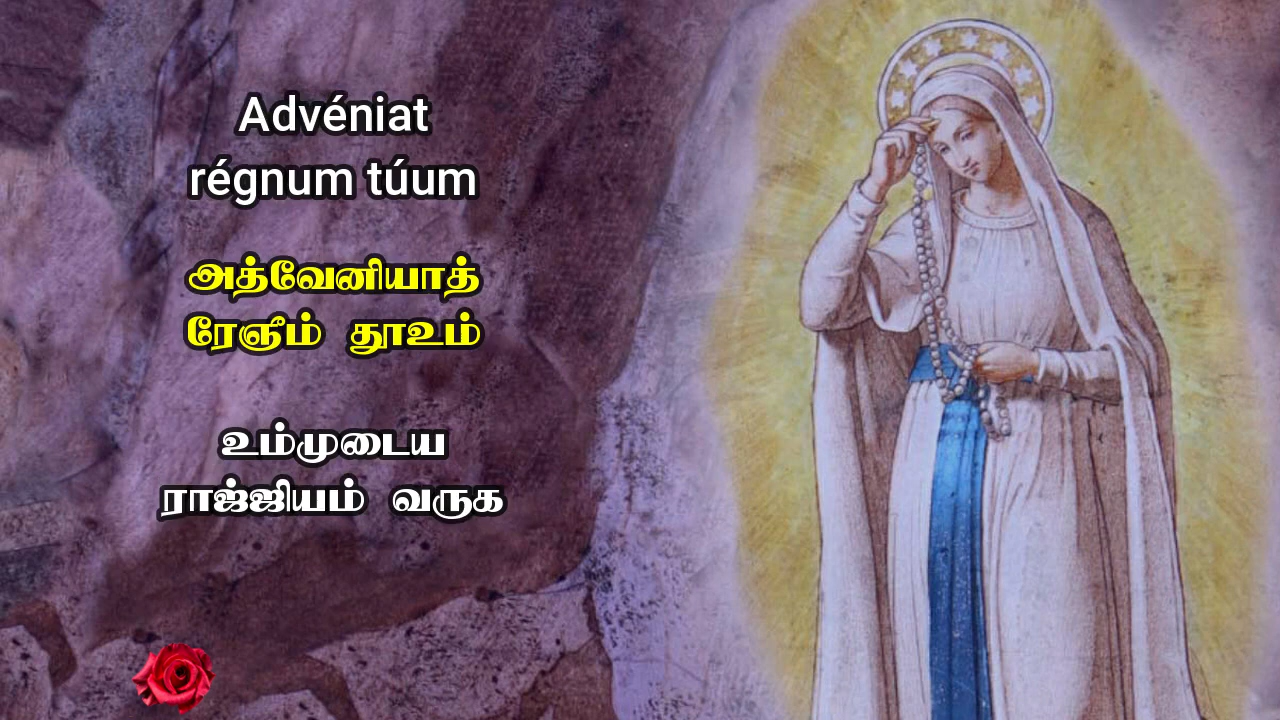 Advéniat
régnum túum
அத்வேனியாத்
ரேஞீம் தூஉம்
உம்முடைய
ராஜ்ஜியம் வருக